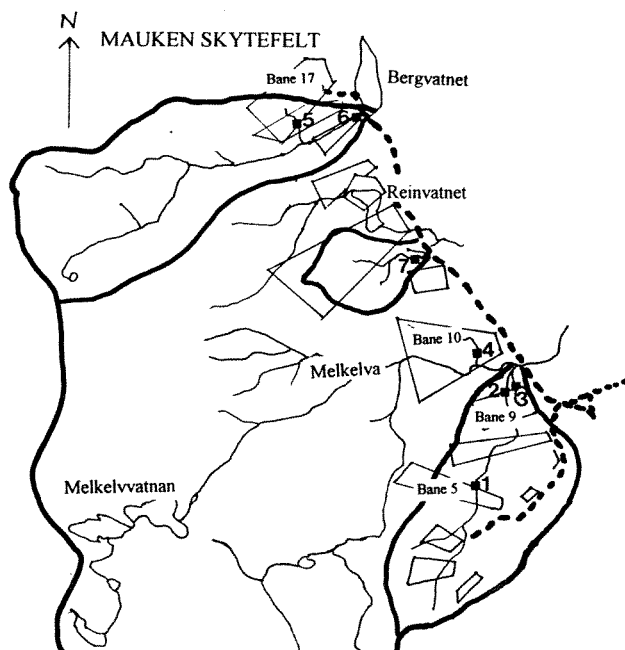 N
MAUKEN SKYTEFELT
Bane 17
Bergvatnet
5
6
Reinvatnet
7
Bane 10
4
Melkelva
2
3
Bane 9
Melkelvvatnan
Bane 5
1